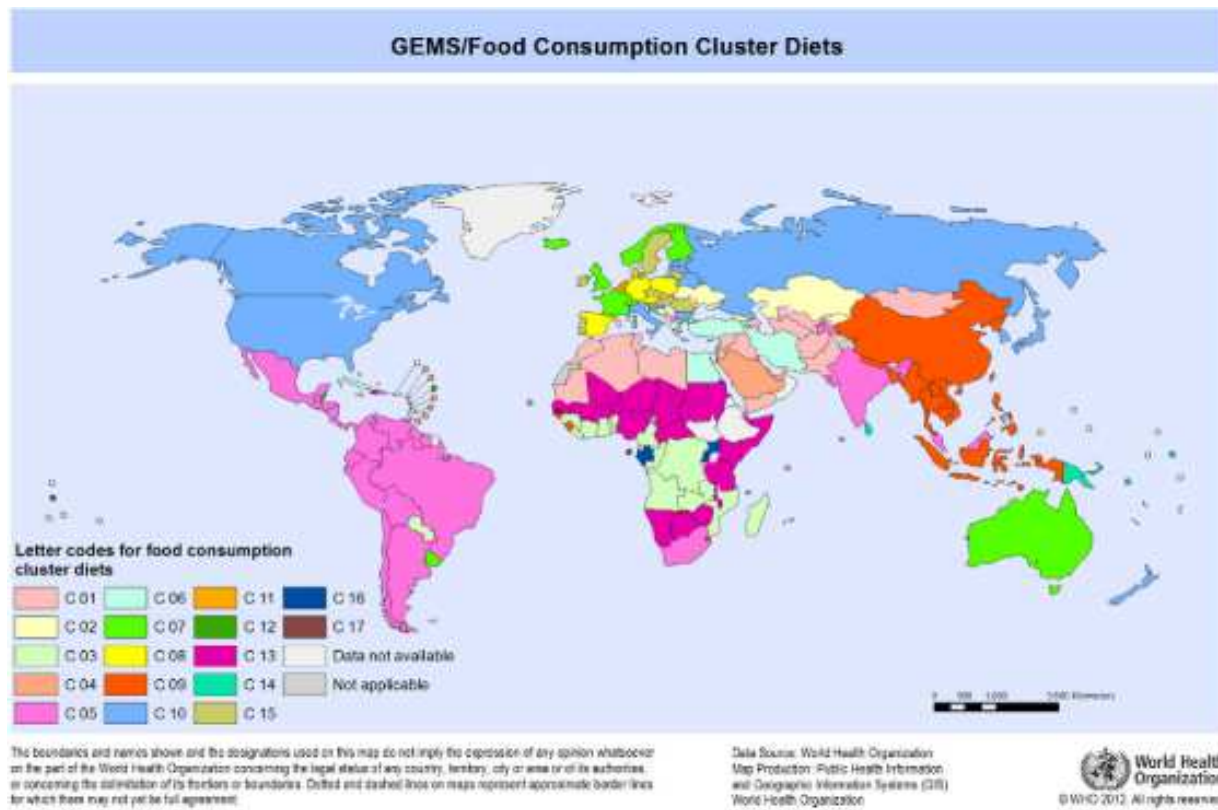 GEMS/Food Consumption Cluster Diets
Letter codes for food consumption
cluster diets
C 01
C 02
C 03
C 04
C 05
C 06
C 07
C 08
C 09
C 10
C 11
C 12
C 13
C 14
C 15
C 16
C 17
Data not available
Not applicable
The boundaries and names shown and the designations used on this map do not imply the expression of any opinion whatsoever
on the part of the World Health Organization concerning the legal status of any country, territory, city or area or of its authorities,
or concerning the delimitation of its frontiers or boundaries. Dotted and dashed lines on maps represent approximate border lines
for which there may not yet be full agreement.
Data Source: World Health Organization
Map Production: Public Health Information
and Geographic Information Systems (GIS)
World Health Organization
World Health
Organization
© WHO 2012. All rights reserved